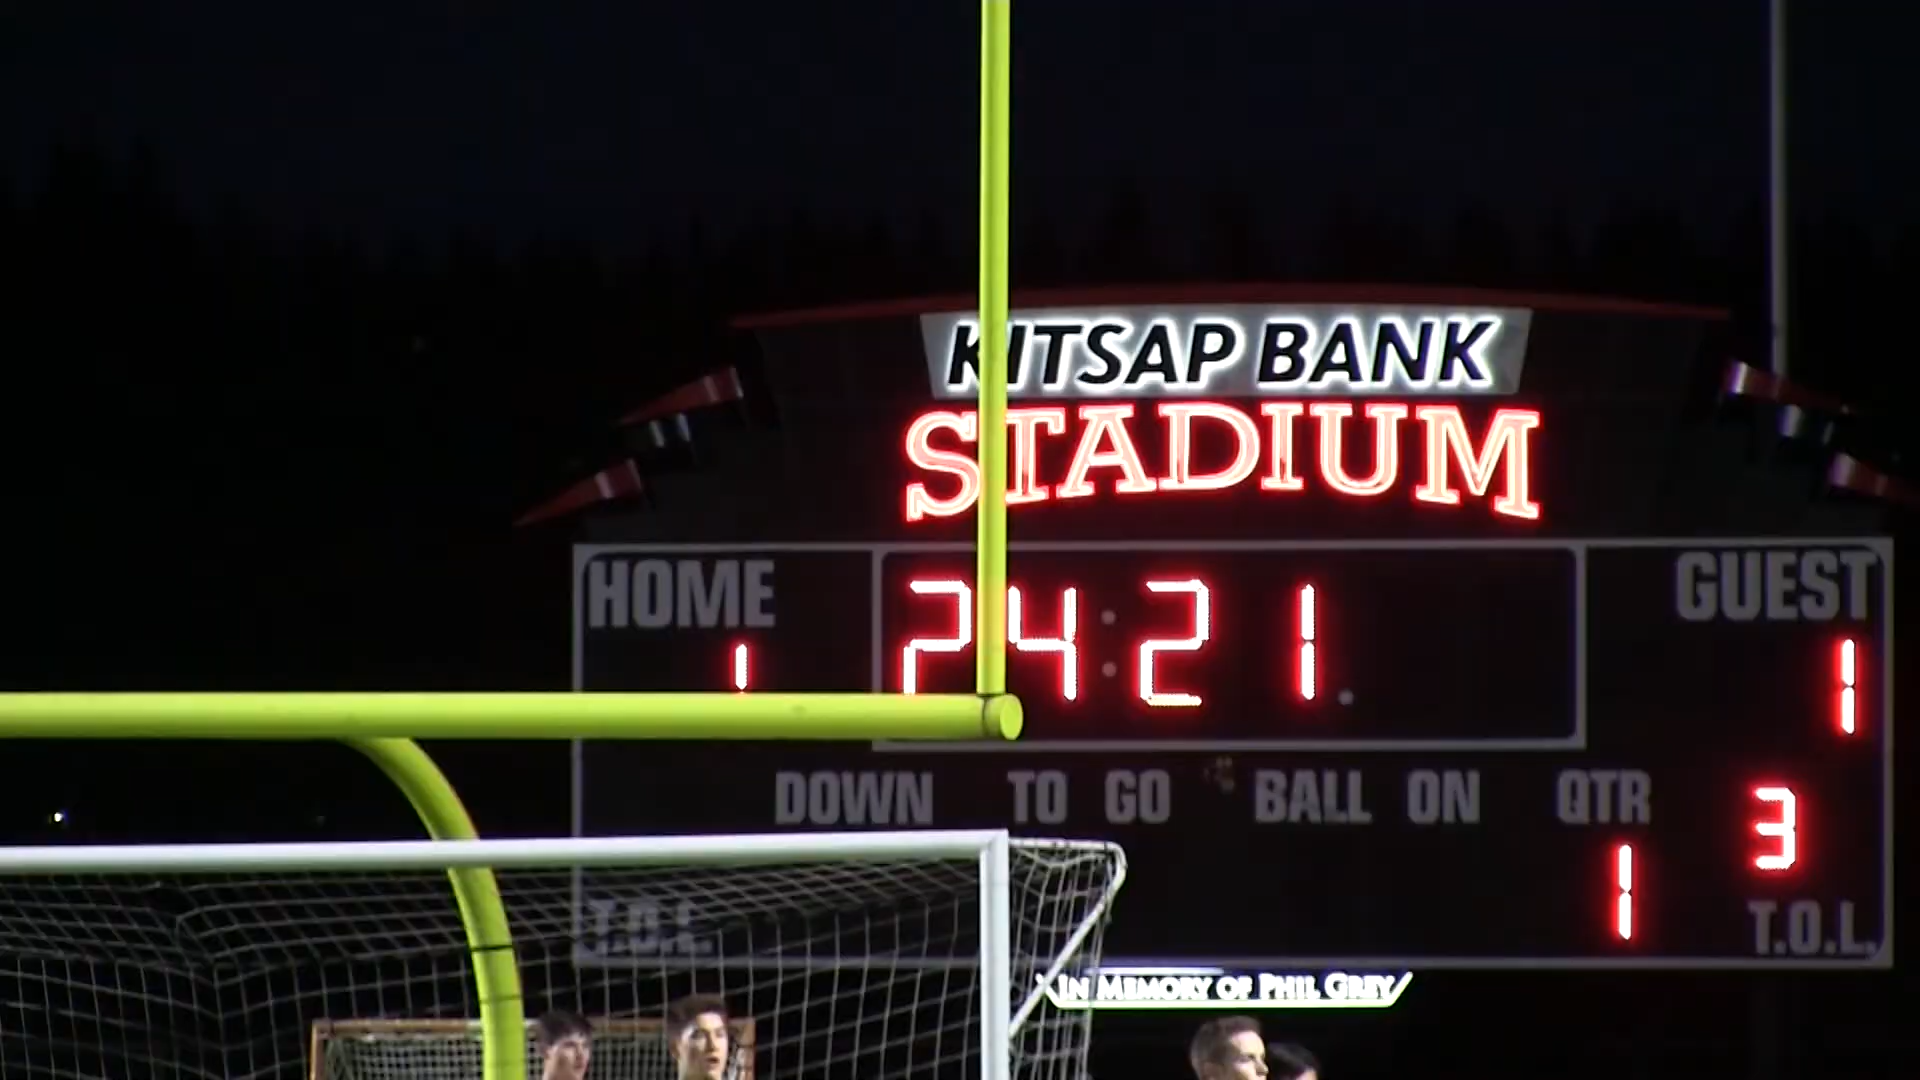 KITSAP BANK
STADIUM
HOME 24:21 GUEST
1 1
DOWN TO GO BALL ON QTR 3
1
T.O.L. T.O.L.
IN MEMORY OF PHIL GREY